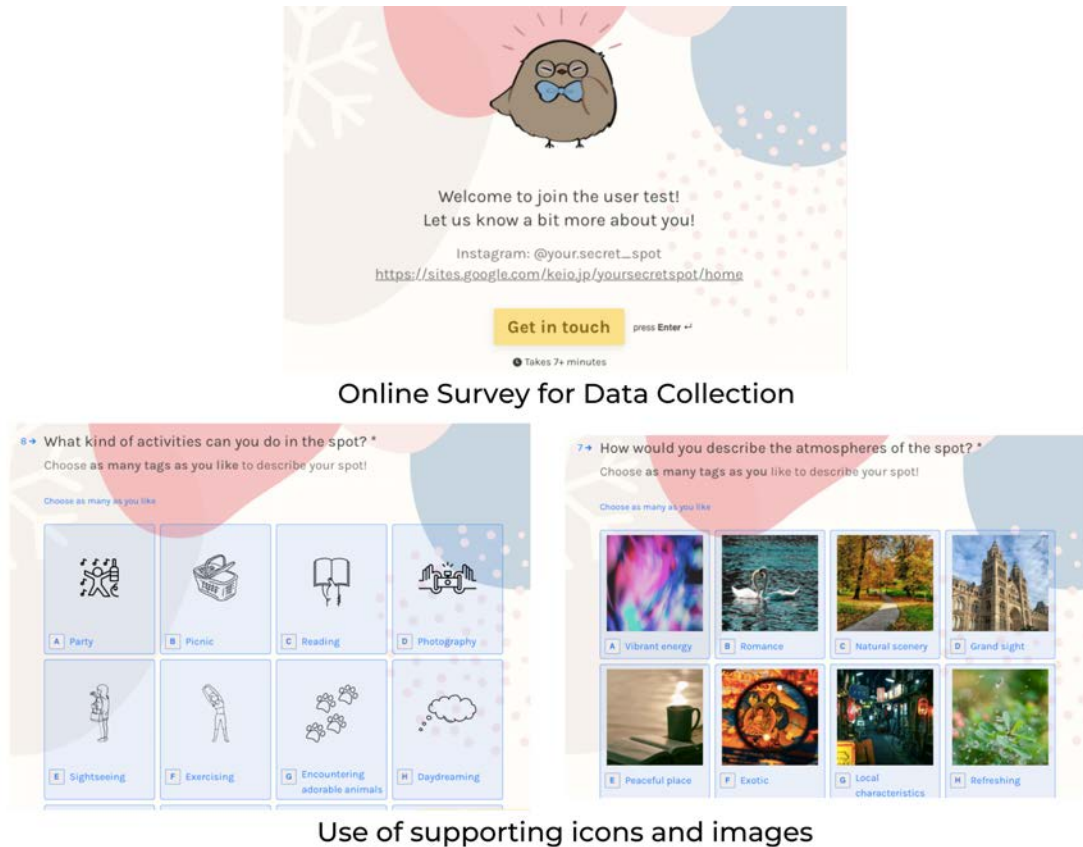 Welcome to join the user test!
Let us know a bit more about you!
Instagram: @your.secret_spot
https://sites.google.com/keio.jp/yoursecretspot/home
Get in touch press Enter ↵
Takes 7+ minutes
Online Survey for Data Collection
8→ What kind of activities can you do in the spot? *
Choose as many tags as you like to describe your spot!
Choose as many as you like
A Party
B Picnic
C Reading
D Photography
E Sightseeing
F Exercising
G Encountering
adorable animals
H Daydreaming
7→ How would you describe the atmospheres of the spot? *
Choose as many tags as you like to describe your spot!
Choose as many as you like
A Vibrant energy
B Romance
C Natural scenery
D Grand sight
E Peaceful place
F Exotic
G Local
characteristics
H Refreshing
Use of supporting icons and images